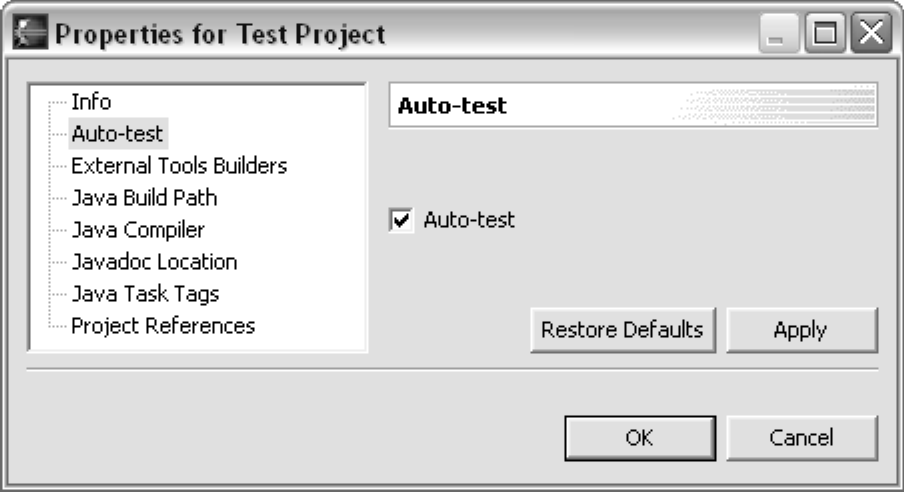 Properties for Test Project
Info
Auto-test
External Tools Builders
Java Build Path
Java Compiler
Javadoc Location
Java Task Tags
Project References
Auto-test
Auto-test
Restore Defaults
Apply
OK
Cancel